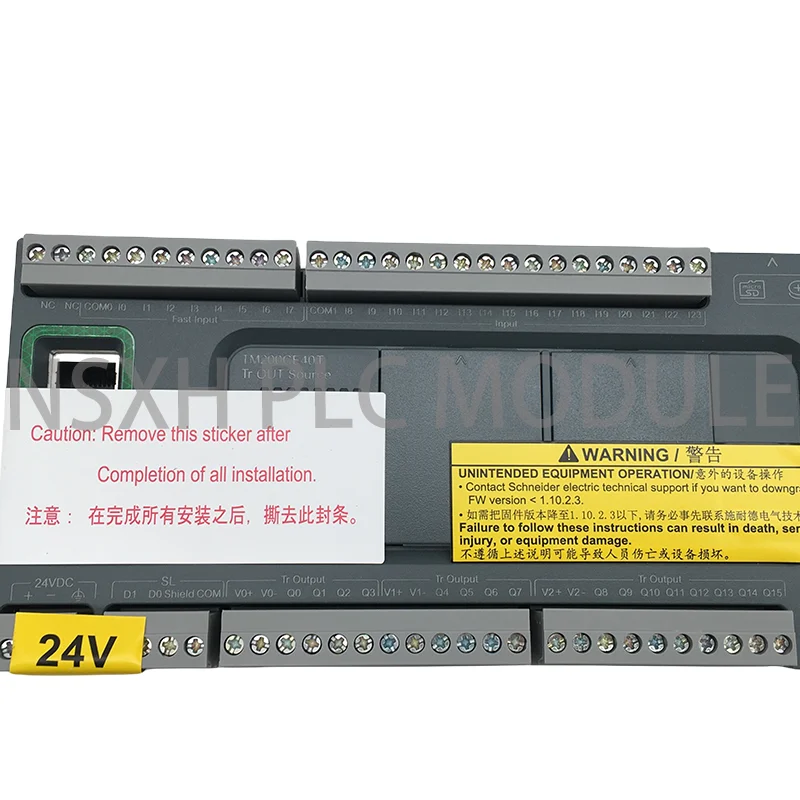 micro SD
NC NC COM0 I0 I1 I2 I3 I4 I5 I6 I7
Fast Input
COM1 I8 I9 I10 I11 I12 I13 I14 I15 I16 I17 I18 I19 I20 I21 I22 I23
Input
TM200CE40T
Tr OUT Source
NSXH PLC MODULE
Caution: Remove this sticker after
Completion of all installation.
注意： 在完成所有安装之后，撕去此封条。
WARNING / 警告
UNINTENDED EQUIPMENT OPERATION/意外的设备操作
• Contact Schneider electric technical support if you want to downgra
FW version < 1.10.2.3.
• 如需把固件版本降至1.10.2.3以下,请务必事先联系施耐德电气技术
Failure to follow these instructions can result in death, ser
injury, or equipment damage.
不遵循上述说明可能导致人员伤亡或设备损坏。
24VDC
+ -
SL
D1 D0 Shield COM
Tr Output
V0+ V0- Q0 Q1 Q2 Q3
Tr Output
V1+ V1- Q4 Q5 Q6 Q7
Tr Output
V2+ V2- Q8 Q9 Q10 Q11 Q12 Q13 Q14 Q15
24V